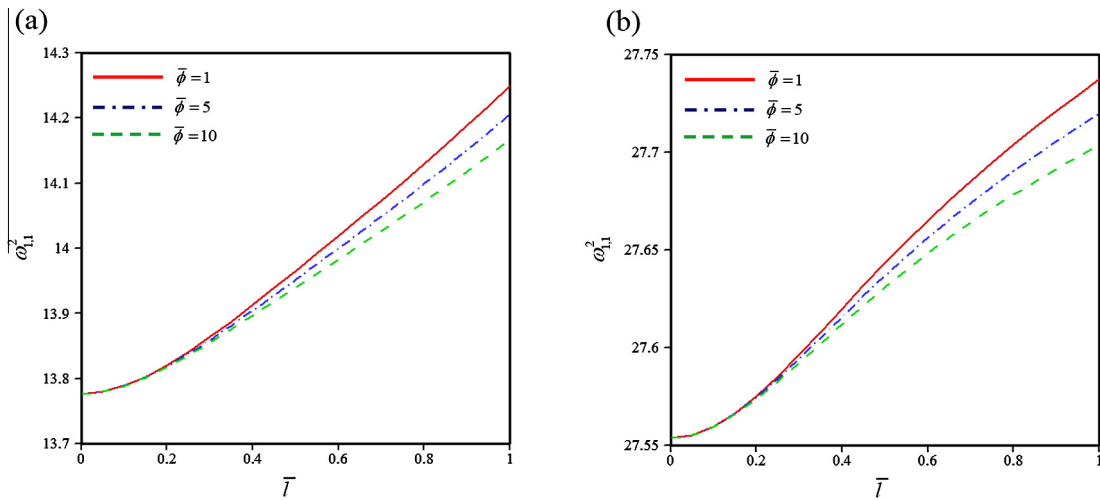 (a)
14.3
14.2
14.1
14
13.9
13.8
13.7
0 0.2 0.4 0.6 0.8 1
ϕ̅ = 1
ϕ̅ = 5
ϕ̅ = 10
ω̅²₁,₁
l̅
(b)
27.75
27.7
27.65
27.6
27.55
0 0.2 0.4 0.6 0.8 1
ϕ̅ = 1
ϕ̅ = 5
ϕ̅ = 10
ω̅²₁,₁
l̅